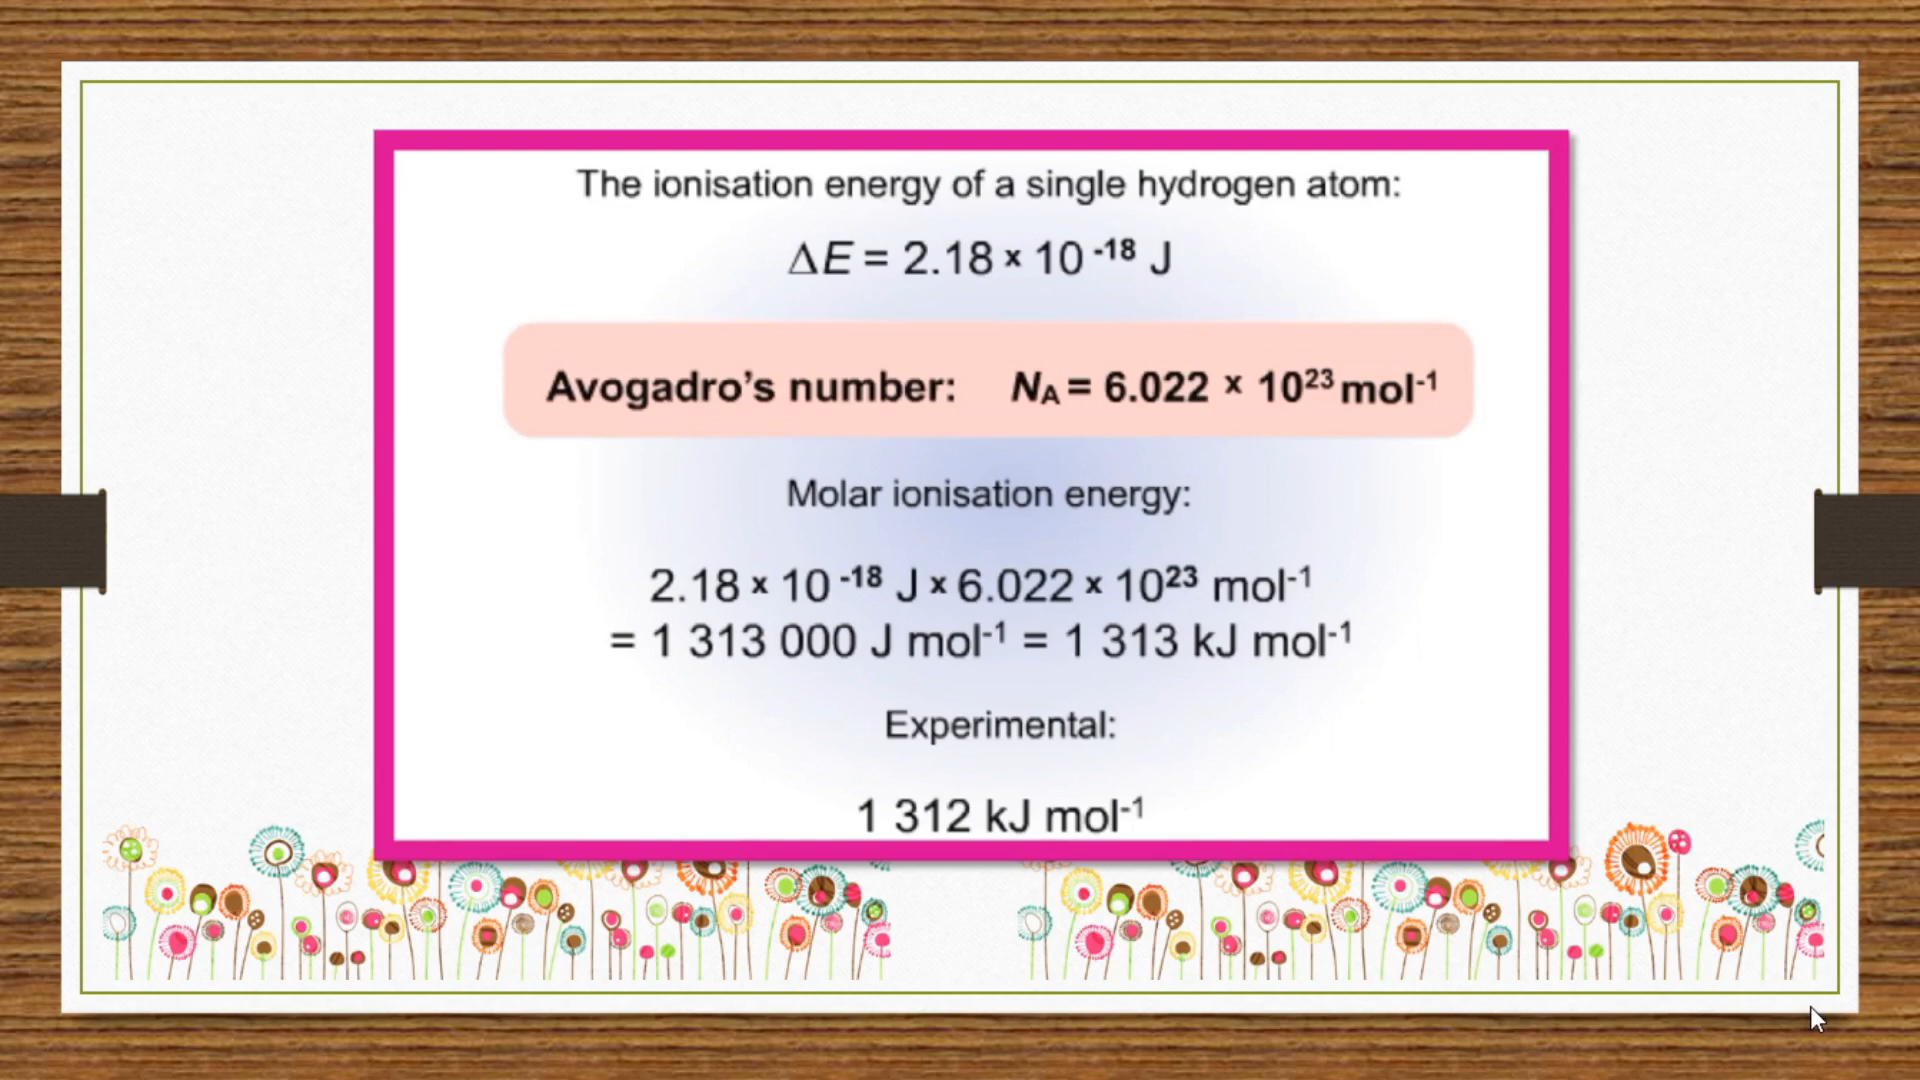 The ionisation energy of a single hydrogen atom:
ΔE = 2.18 × 10⁻¹⁸ J
Avogadro’s number: N_A = 6.022 × 10²³ mol⁻¹
Molar ionisation energy:
2.18 × 10⁻¹⁸ J × 6.022 × 10²³ mol⁻¹
= 1 313 000 J mol⁻¹ = 1 313 kJ mol⁻¹
Experimental:
1 312 kJ mol⁻¹